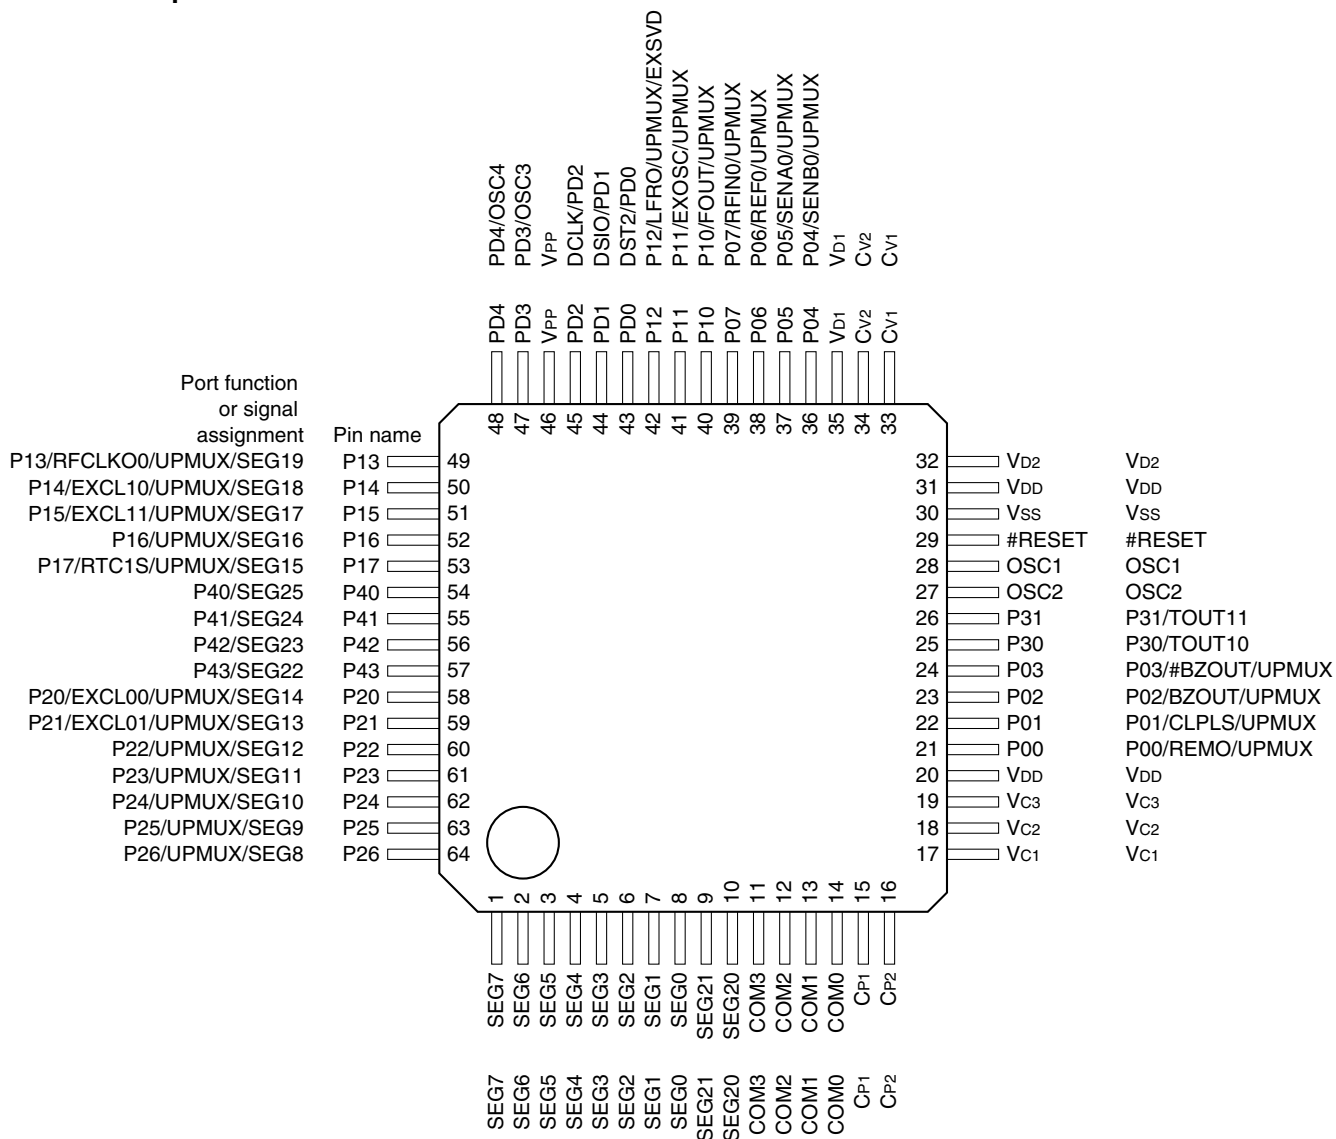 PD4/OSC4
PD3/OSC3
VPP
DCLK/PD2
DSIO/PD1
DST2/PD0
P12/LFRO/UPMUX/EXSVD
P11/EXOSC/UPMUX
P10/FOUT/UPMUX
P07/RFIN0/UPMUX
P06/REF0/UPMUX
P05/SENA0/UPMUX
P04/SENB0/UPMUX
VD1
CV2
CV1
PD4
PD3
VPP
PD2
PD1
PD0
P12
P11
P10
P07
P06
P05
P04
VD1
CV2
CV1
48
47
46
45
44
43
42
41
40
39
38
37
36
35
34
33
Port function
or signal
assignment
Pin name
P13/RFCLKO0/UPMUX/SEG19 P13 49
P14/EXCL10/UPMUX/SEG18 P14 50
P15/EXCL11/UPMUX/SEG17 P15 51
P16/UPMUX/SEG16 P16 52
P17/RTC1S/UPMUX/SEG15 P17 53
P40/SEG25 P40 54
P41/SEG24 P41 55
P42/SEG23 P42 56
P43/SEG22 P43 57
P20/EXCL00/UPMUX/SEG14 P20 58
P21/EXCL01/UPMUX/SEG13 P21 59
P22/UPMUX/SEG12 P22 60
P23/UPMUX/SEG11 P23 61
P24/UPMUX/SEG10 P24 62
P25/UPMUX/SEG9 P25 63
P26/UPMUX/SEG8 P26 64
32 VD2 VD2
31 VDD VDD
30 VSS VSS
29 #RESET #RESET
28 OSC1 OSC1
27 OSC2 OSC2
26 P31 P31/TOUT11
25 P30 P30/TOUT10
24 P03 P03/#BZOUT/UPMUX
23 P02 P02/BZOUT/UPMUX
22 P01 P01/CLPLS/UPMUX
21 P00 P00/REMO/UPMUX
20 VDD VDD
19 VC3 VC3
18 VC2 VC2
17 VC1 VC1
1
2
3
4
5
6
7
8
9
10
11
12
13
14
15
16
SEG7
SEG6
SEG5
SEG4
SEG3
SEG2
SEG1
SEG0
SEG21
SEG20
COM3
COM2
COM1
COM0
CP1
CP2
SEG7
SEG6
SEG5
SEG4
SEG3
SEG2
SEG1
SEG0
SEG21
SEG20
COM3
COM2
COM1
COM0
CP1
CP2